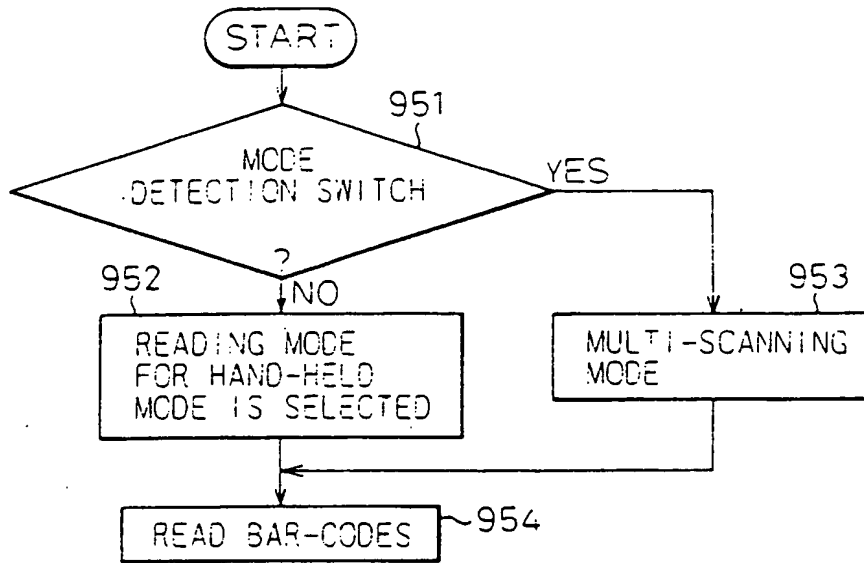 START
951
MODE
DETECTION SWITCH
YES
?
952
NO
953
READING MODE
FOR HAND-HELD
MODE IS SELECTED
MULTI-SCANNING
MODE
READ BAR-CODES
954